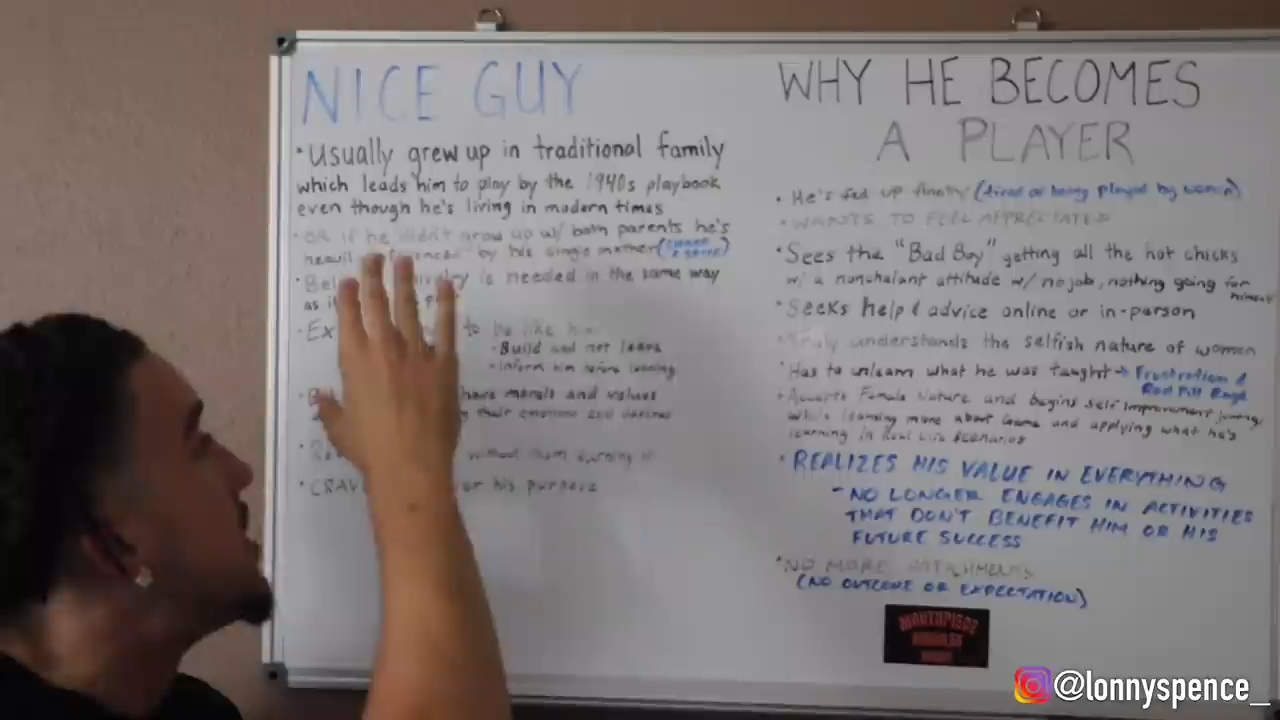 NICE GUY
• Usually grew up in traditional family
which leads him to play by the 1940s playbook
even though he's living in modern times
• OR if he didn't grow up w/ both parents he's
by his single mother
is needed in the same way
as i
• Ex to be like him
• Build and not leave
• Inform him before leaving
have morals and values
their emotions and desires
without them earning it
• CRAV or his purpose
WHY HE BECOMES
A PLAYER
• He's fed up finally (tired of being played by women)
• WANTS TO FEEL APPRECIATED
• Sees the "Bad Boy" getting all the hot chicks
w/ a nonchalant attitude w/ no job, nothing going for himself
• Seeks help & advice online or in-person
• Truly understands the selfish nature of women
• Has to unlearn what he was taught → Frustration &
Red Pill Rage
• Accepts Female Nature and begins self improvement journey
while learning more about Game and applying what he's
learning in Real Life Scenarios
• REALIZES HIS VALUE IN EVERYTHING
- NO LONGER ENGAGES IN ACTIVITIES
THAT DON'T BENEFIT HIM OR HIS
FUTURE SUCCESS
• NO MORE ATTACHMENTS
(NO OUTCOME OR EXPECTATION)
@lonnyspence_